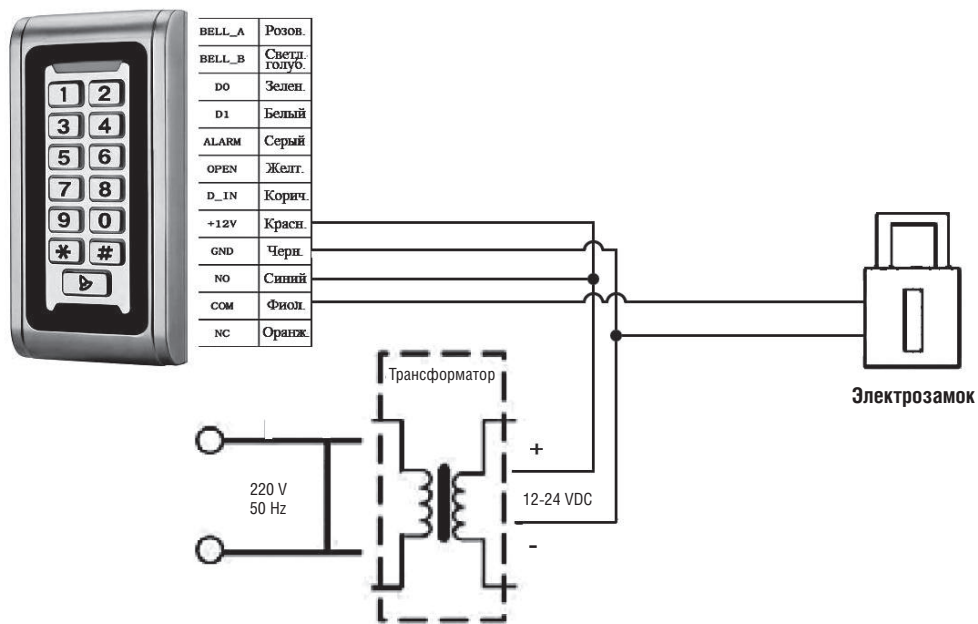 BELL_A Розов.
BELL_B Светл. голуб.
D0 Зелен.
D1 Белый
ALARM Серый
OPEN Желт.
D_IN Корич.
+12V Красн.
GND Черн.
NO Синий
COM Фиол.
NC Оранж.
1 2
3 4
5 6
7 8
9 0
* #
Электрозамок
Трансформатор
220 V
50 Hz
+
12-24 VDC
-